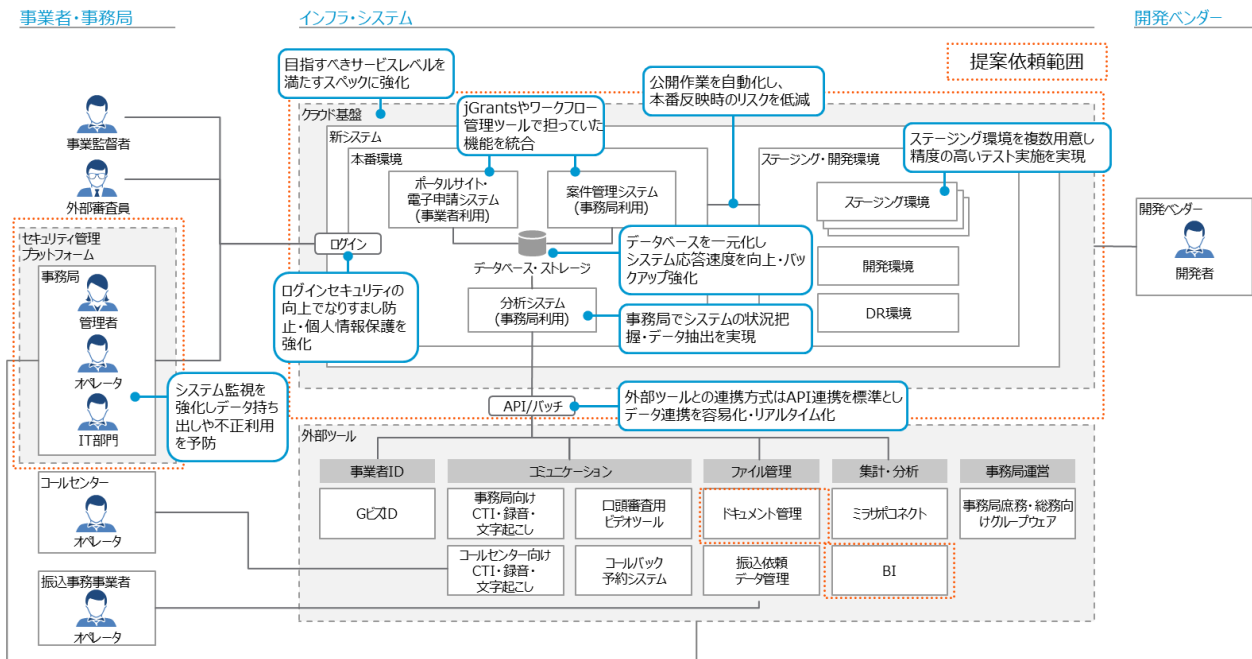 事業者・事務局
インフラ・システム
開発ベンダー
提案依頼範囲
目指すべきサービスレベルを
満たすスペックに強化
公開作業を自動化し、
本番反映時のリスクを低減
jGrantsやワークフロー
管理ツールで担っていた
機能を統合
ステージング環境を複数用意し
精度の高いテスト実施を実現
クラウド基盤
新システム
本番環境
ステージング・開発環境
ポータルサイト・
電子申請システム
(事業者利用)
案件管理システム
(事務局利用)
ステージング環境
開発環境
DR環境
データベース・ストレージ
データベースを一元化し
システム応答速度を向上・バッ
クアップ強化
分析システム
(事務局利用)
事務局でシステムの状況把
握・データ抽出を実現
ログイン
ログインセキュリティの
向上でなりすまし防
止・個人情報保護を
強化
事業監督者
外部審査員
セキュリティ管理
プラットフォーム
事務局
管理者
オペレータ
IT部門
システム監視を
強化しデータ持ち
出しや不正利用
を予防
開発ベンダー
開発者
API/バッチ
外部ツールとの連携方式はAPI連携を標準とし
データ連携を容易化・リアルタイム化
外部ツール
事業者ID
コミュニケーション
ファイル管理
集計・分析
事務局運営
GビズID
事務局向け
CTI・録音・
文字起こし
口頭審査用
ビデオツール
ドキュメント管理
ミラサポコネクト
事務局庶務・総務向
けグループウェア
コールセンター向け
CTI・録音・
文字起こし
コールバック
予約システム
振込依頼
データ管理
BI
コールセンター
オペレータ
振込事務事業者
オペレータ